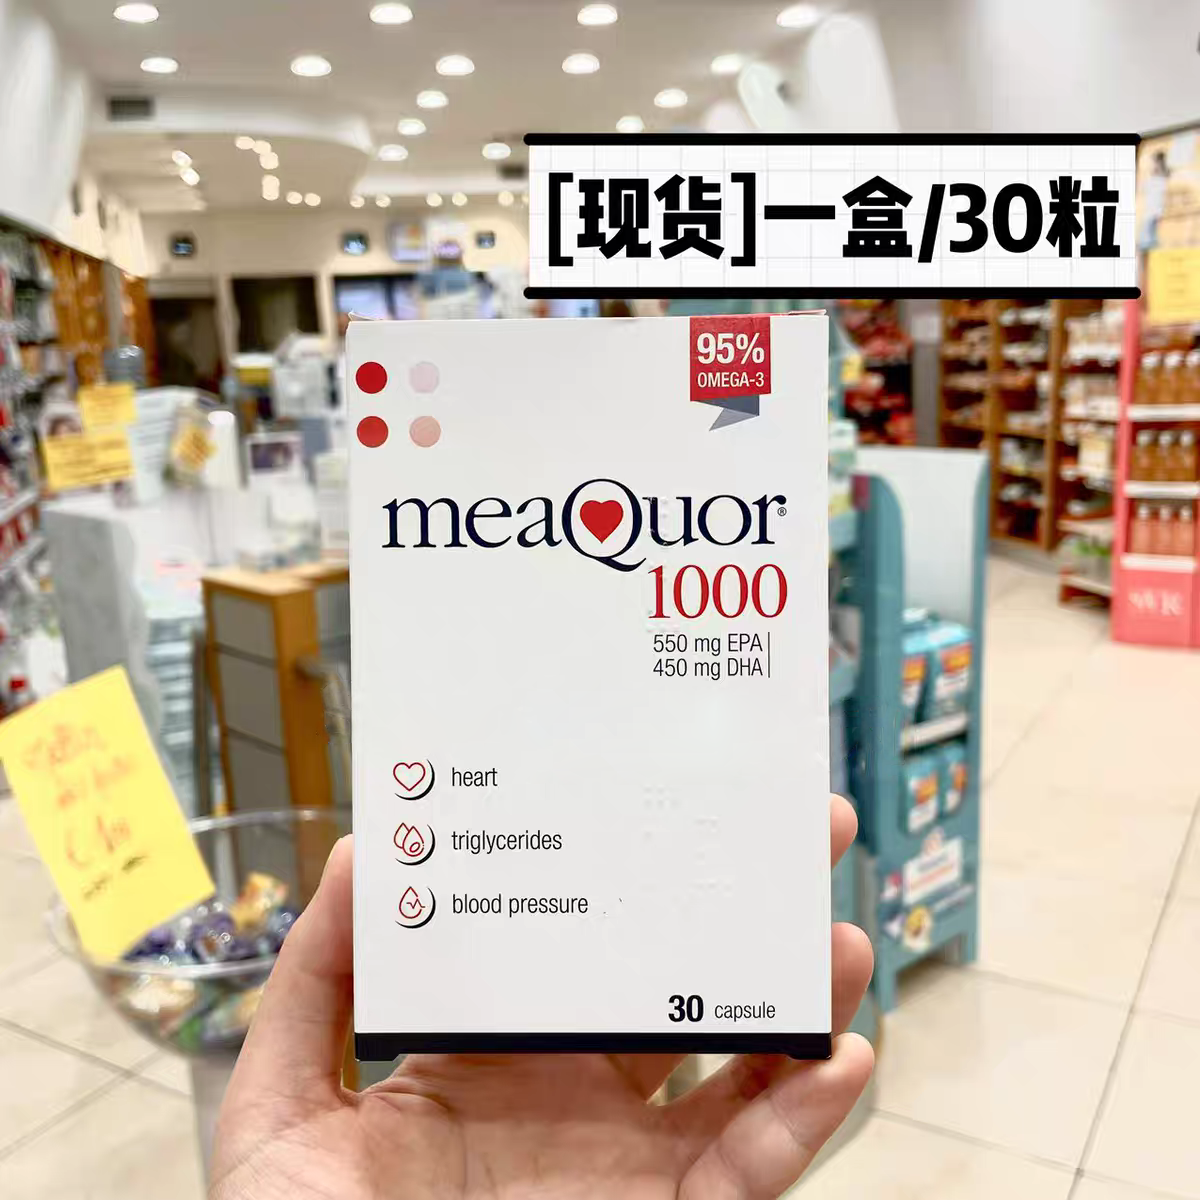 [现货]一盒/30粒
95%
OMEGA-3
meaQuor®
1000
550 mg EPA
450 mg DHA
heart
triglycerides
blood pressure
30 capsule